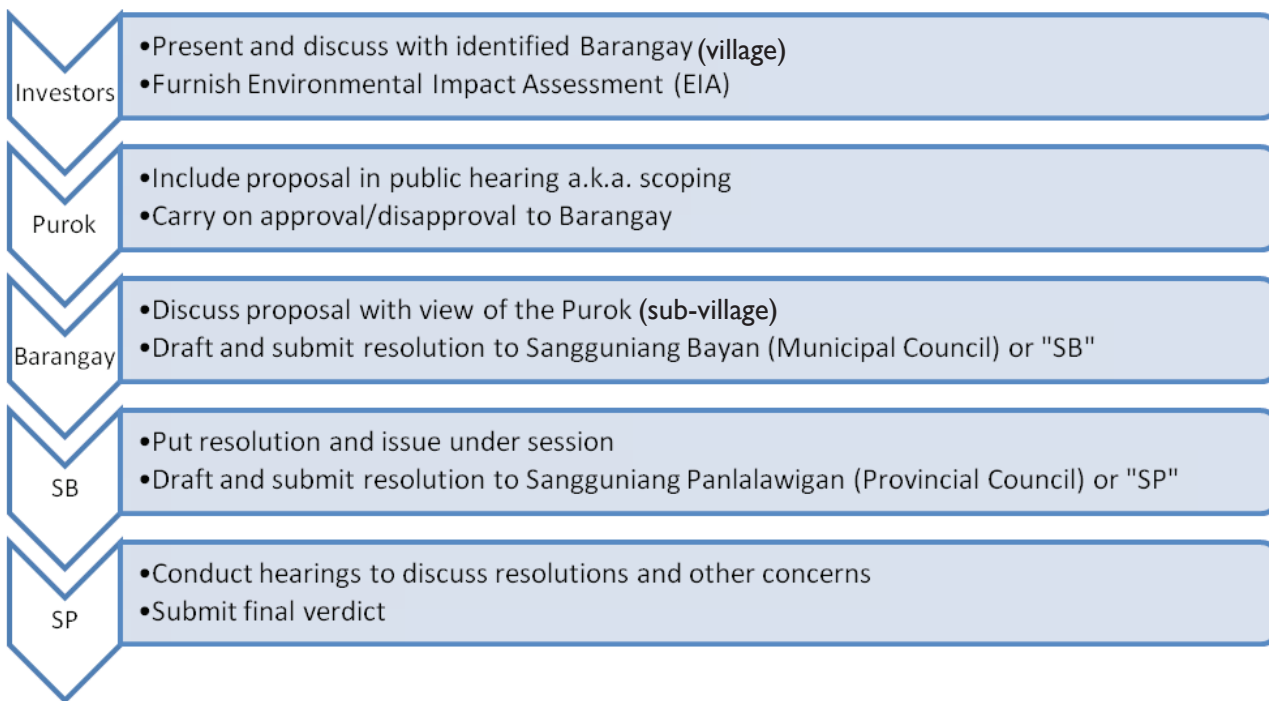 Investors
•Present and discuss with identified Barangay (village)
•Furnish Environmental Impact Assessment (EIA)
Purok
•Include proposal in public hearing a.k.a. scoping
•Carry on approval/disapproval to Barangay
Barangay
•Discuss proposal with view of the Purok (sub-village)
•Draft and submit resolution to Sangguniang Bayan (Municipal Council) or "SB"
SB
•Put resolution and issue under session
•Draft and submit resolution to Sangguniang Panlalawigan (Provincial Council) or "SP"
SP
•Conduct hearings to discuss resolutions and other concerns
•Submit final verdict